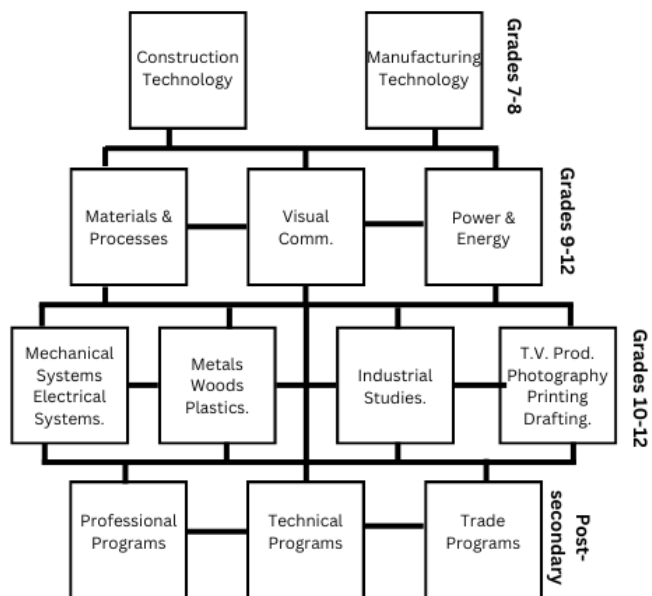 Construction
Technology
Manufacturing
Technology
Grades 7-8
Materials &
Processes
Visual
Comm.
Power &
Energy
Grades 9-12
Mechanical
Systems
Electrical
Systems.
Metals
Woods
Plastics.
Industrial
Studies.
T.V. Prod.
Photography
Printing
Drafting.
Grades 10-12
Professional
Programs
Technical
Programs
Trade
Programs
Post-
secondary